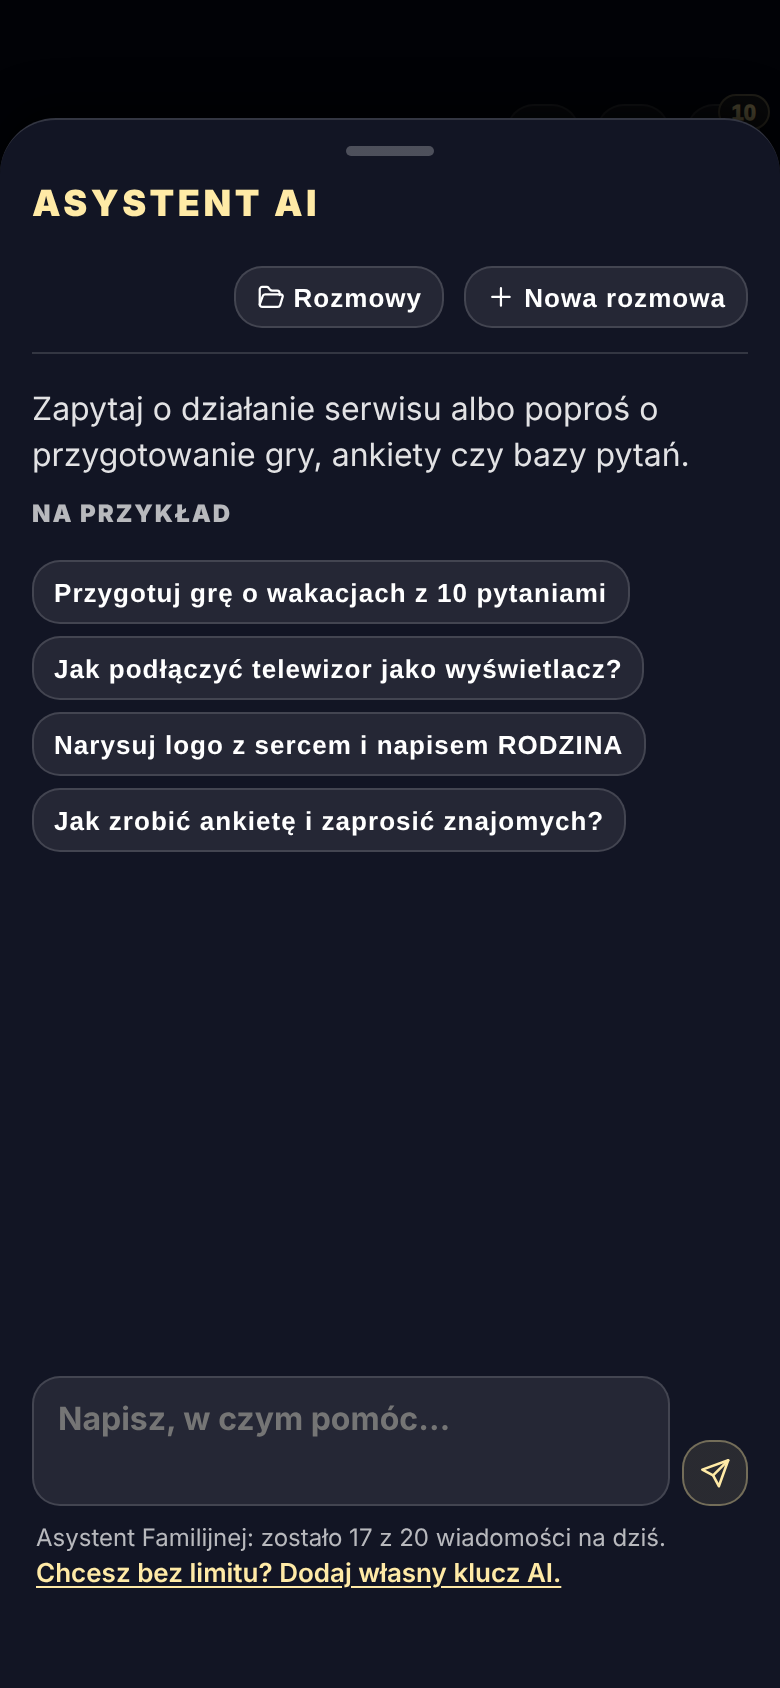 10
ASYSTENT AI
Rozmowy
Nowa rozmowa
Zapytaj o działanie serwisu albo poproś o
przygotowanie gry, ankiety czy bazy pytań.
NA PRZYKŁAD
Przygotuj grę o wakacjach z 10 pytaniami
Jak podłączyć telewizor jako wyświetlacz?
Narysuj logo z sercem i napisem RODZINA
Jak zrobić ankietę i zaprosić znajomych?
Napisz, w czym pomóc...
Asystent Familijnej: zostało 17 z 20 wiadomości na dziś.
Chcesz bez limitu? Dodaj własny klucz AI.